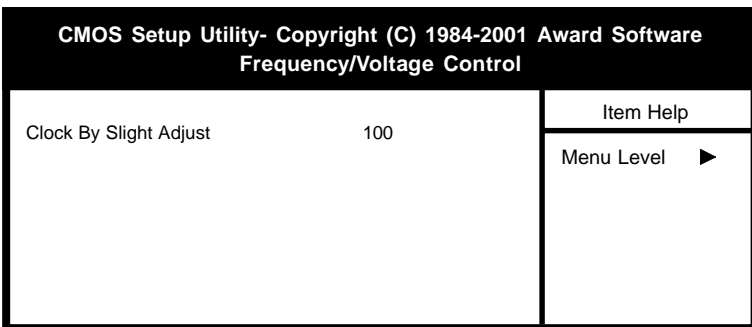 CMOS Setup Utility- Copyright (C) 1984-2001 Award Software
Frequency/Voltage Control
Clock By Slight Adjust 100
Item Help
Menu Level ►